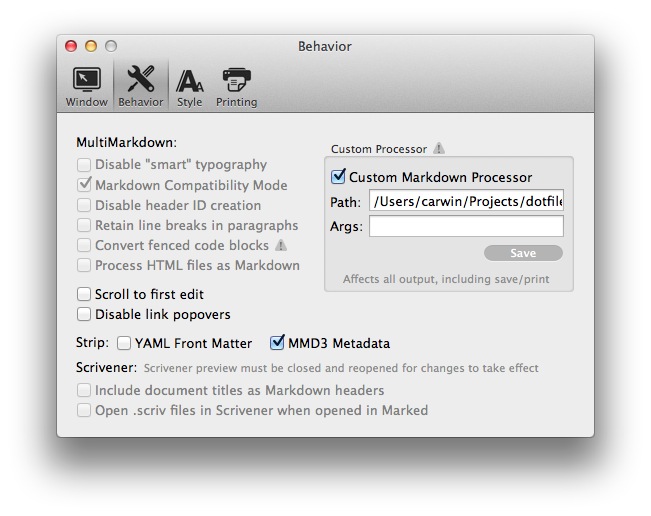 Behavior
Window Behavior Style Printing
MultiMarkdown:
Disable "smart" typography
Markdown Compatibility Mode
Disable header ID creation
Retain line breaks in paragraphs
Convert fenced code blocks
Process HTML files as Markdown
Custom Processor
Custom Markdown Processor
Path: /Users/carwin/Projects/dotfile
Args:
Save
Affects all output, including save/print
Scroll to first edit
Disable link popovers
Strip: YAML Front Matter MMD3 Metadata
Scrivener: Scrivener preview must be closed and reopened for changes to take effect
Include document titles as Markdown headers
Open .scriv files in Scrivener when opened in Marked